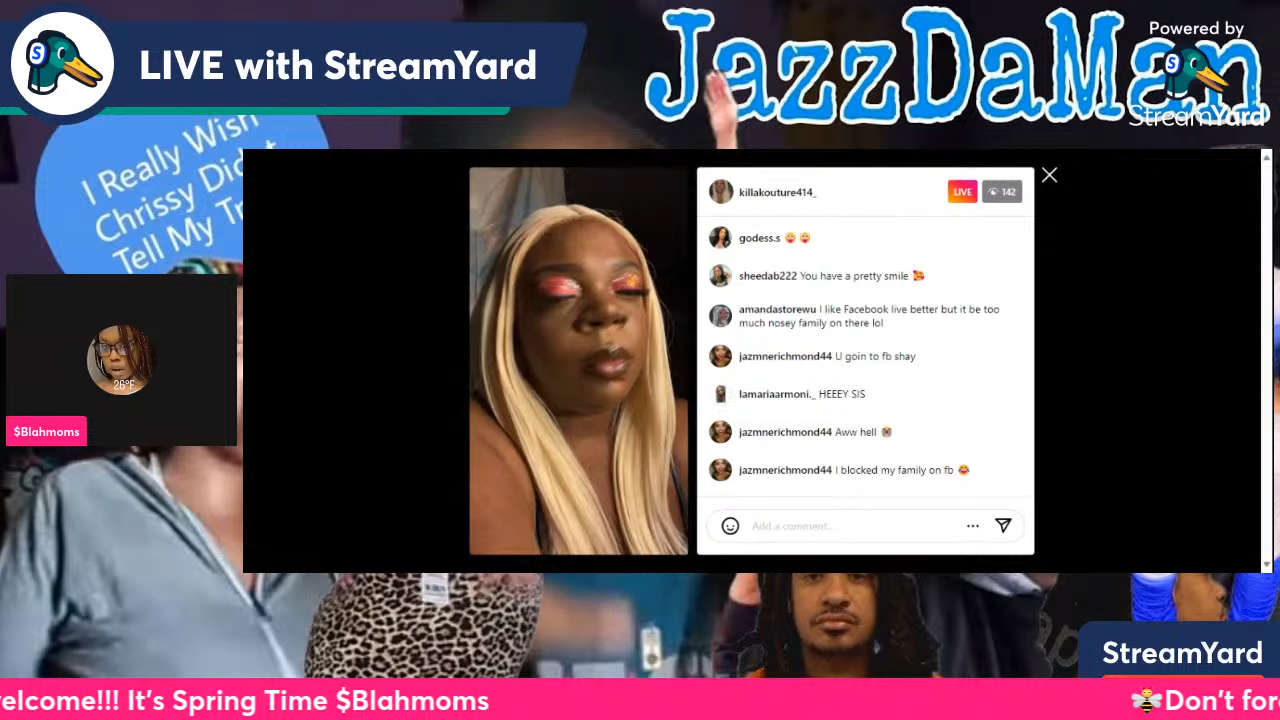 LIVE with StreamYard
JazzDaMan
Powered by
StreamYard
I Really Wish
Chrissy
Tell My
killakouture414_
LIVE
142
godess.s
sheedab222 You have a pretty smile 🥰
amandastorewu I like Facebook live better but it be too
much nosey family on there lol
jazmnerichmond44 U goin to fb shay
lamariaarmoni._ HEEEY SIS
jazmnerichmond44 Aww hell
jazmnerichmond44 I blocked my family on fb 😂
Add a comment...
26°F
$Blahmoms
StreamYard
elcome!!! It's Spring Time $Blahmoms
🐝Don't for